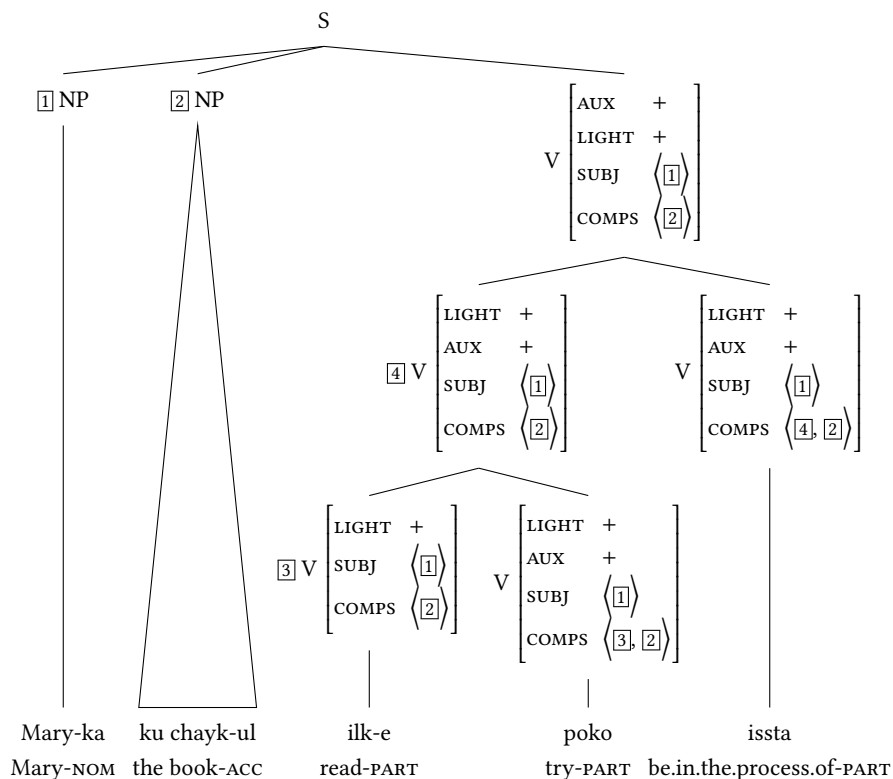 S
1 NP 2 NP
V
AUX +
LIGHT +
SUBJ ⟨1⟩
COMPS ⟨2⟩
4 V
LIGHT +
AUX +
SUBJ ⟨1⟩
COMPS ⟨2⟩
V
LIGHT +
AUX +
SUBJ ⟨1⟩
COMPS ⟨4, 2⟩
3 V
LIGHT +
SUBJ ⟨1⟩
COMPS ⟨2⟩
V
LIGHT +
AUX +
SUBJ ⟨1⟩
COMPS ⟨3, 2⟩
Mary-ka ku chayk-ul ilk-e poko issta
Mary-NOM the book-ACC read-PART try-PART be.in.the.process.of-PART